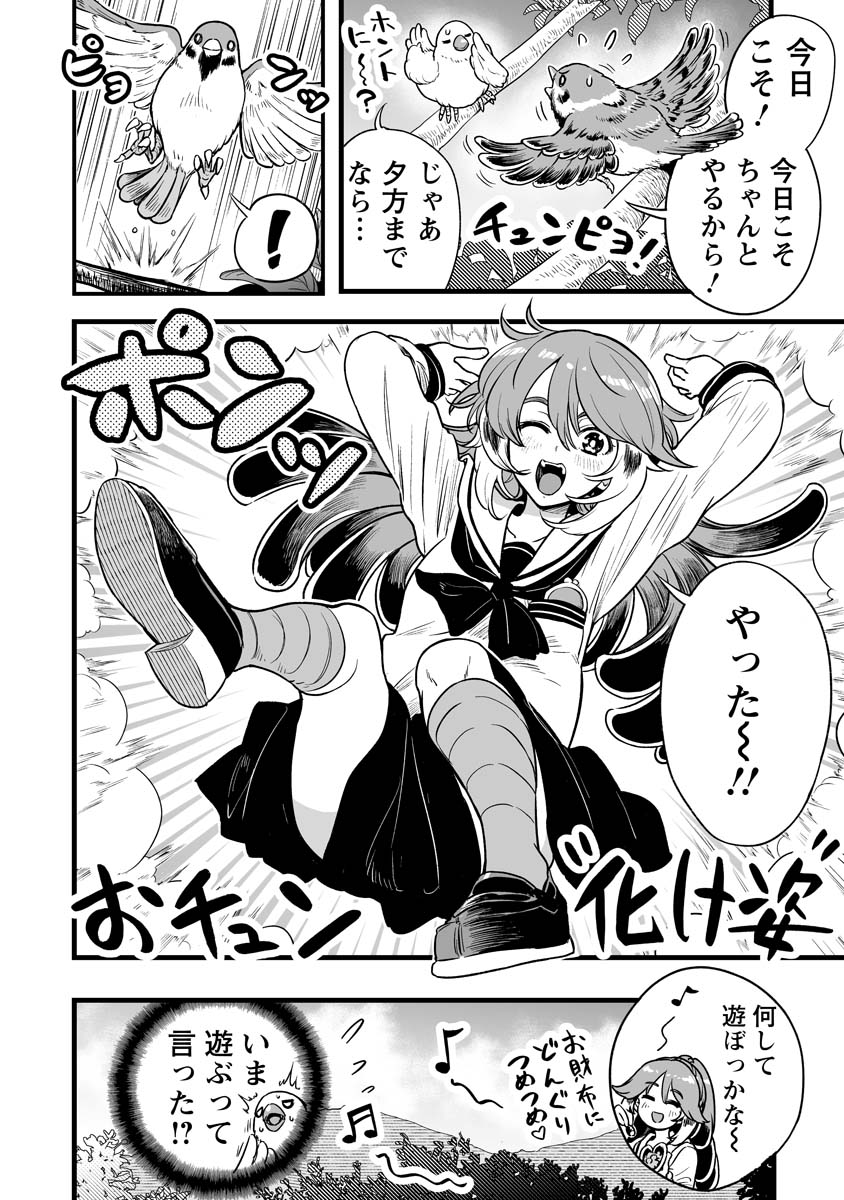 今日
こそ！
今日こそ
ちゃんと
やるから！
ホント
に～？
チュンピヨ！
じゃあ
夕方まで
なら…
ピョンッ
！
ポンッ
やった～!!
おチュン
“化け姿”
何して
遊ぼっかな～
お財布に
どんぐり
つめつめ♡
いま
遊ぶって
言った!?